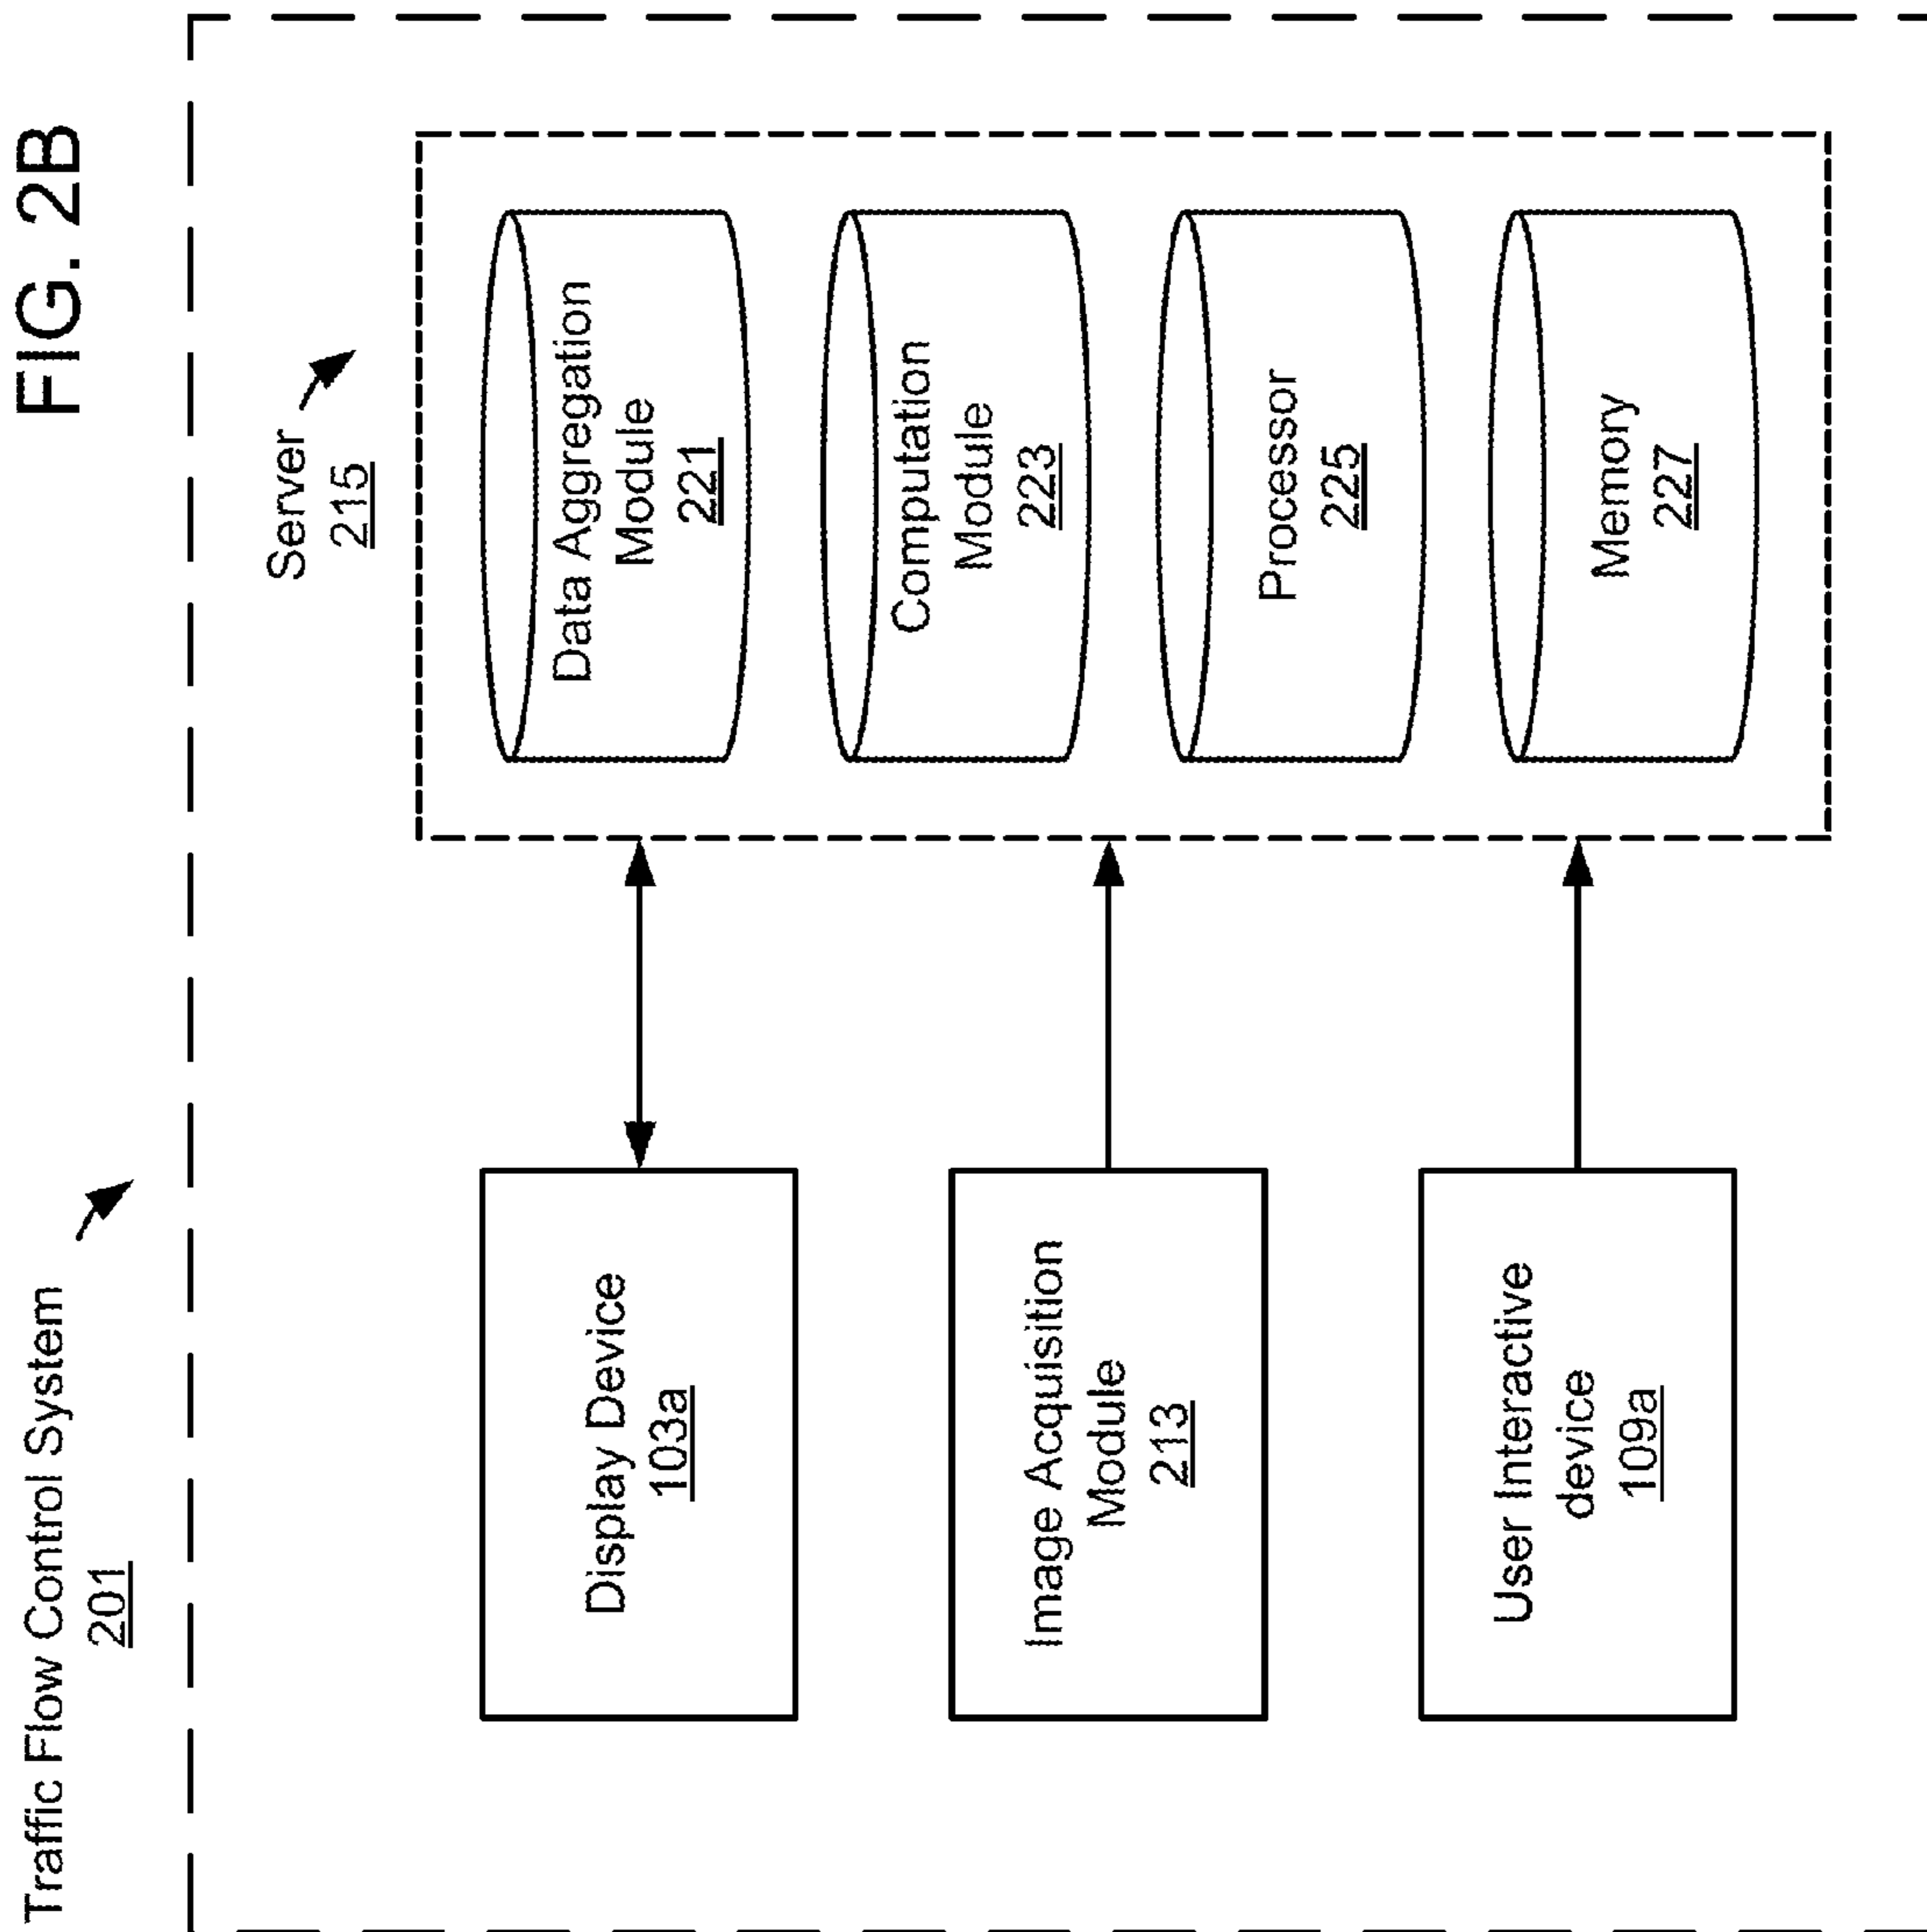 FIG. 2B
Traffic Flow Control System
201
Server
215
Display Device
103a
Image Acquisition
Module
213
User Interactive
device
109a
Data Aggregation
Module
221
Computation
Module
223
Processor
225
Memory
227